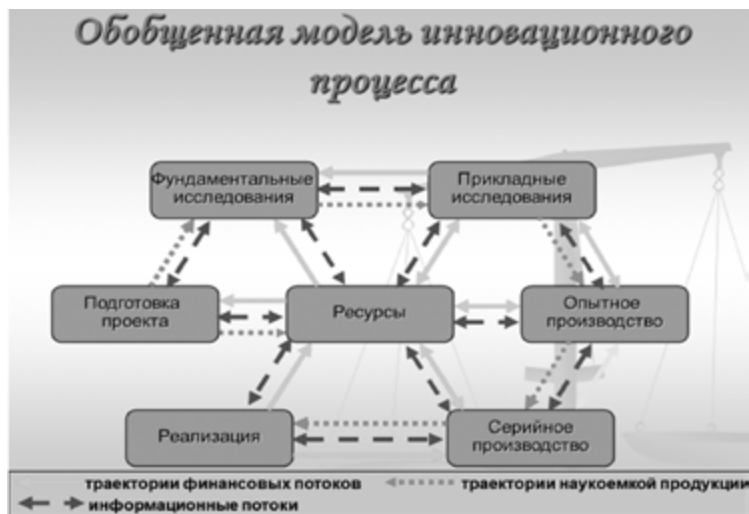 Обобщенная модель инновационного
процесса
Фундаментальные
исследования
Прикладные
исследования
Подготовка
проекта
Ресурсы
Опытное
производство
Реализация
Серийное
производство
траектории финансовых потоков
траектории наукоемкой продукции
информационные потоки